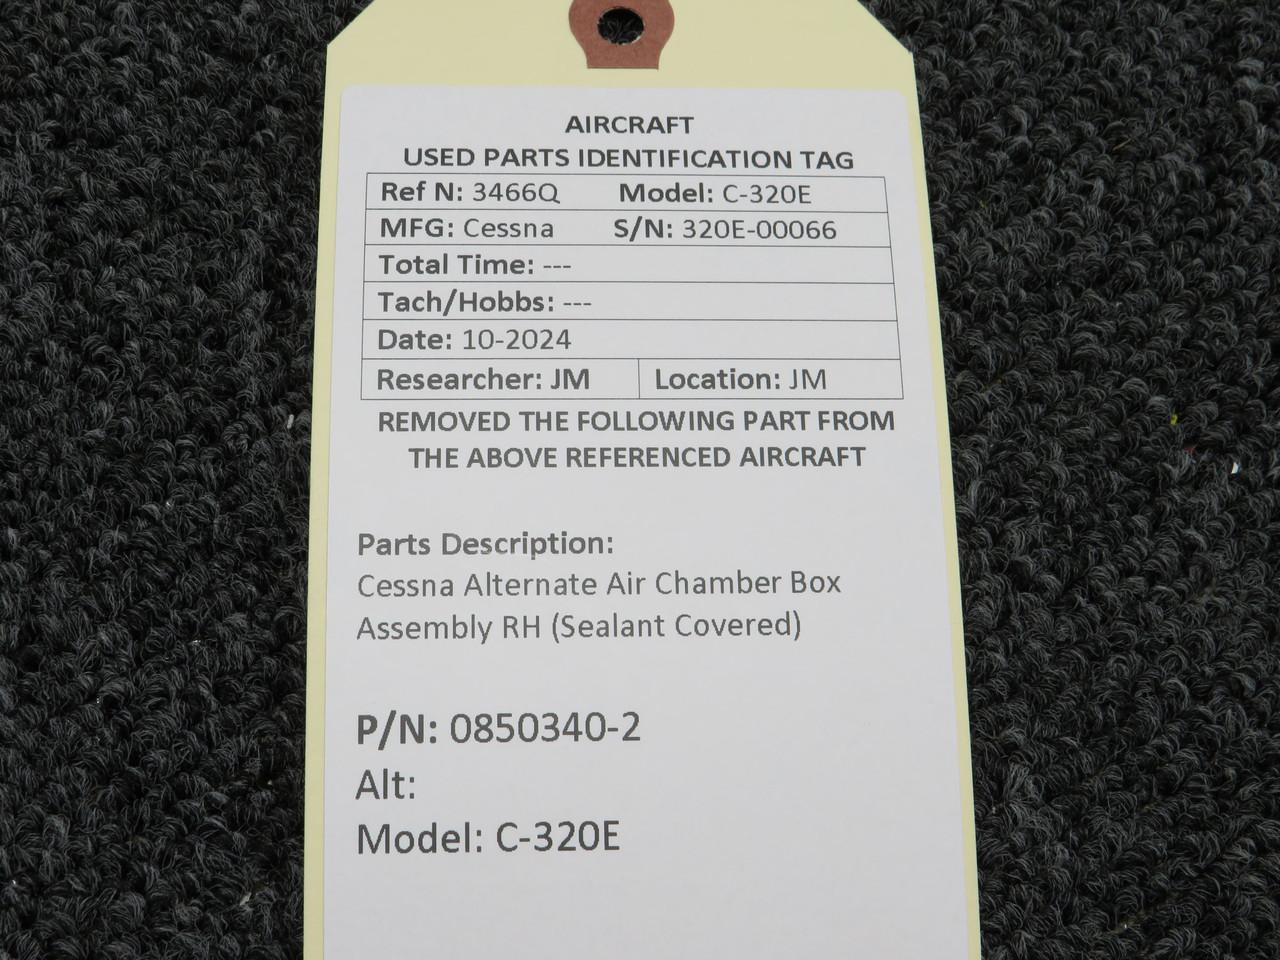 AIRCRAFT
USED PARTS IDENTIFICATION TAG
Ref N: 3466Q Model: C-320E
MFG: Cessna S/N: 320E-00066
Total Time: ---
Tach/Hobbs: ---
Date: 10-2024
Researcher: JM Location: JM
REMOVED THE FOLLOWING PART FROM
THE ABOVE REFERENCED AIRCRAFT
Parts Description:
Cessna Alternate Air Chamber Box
Assembly RH (Sealant Covered)
P/N: 0850340-2
Alt:
Model: C-320E